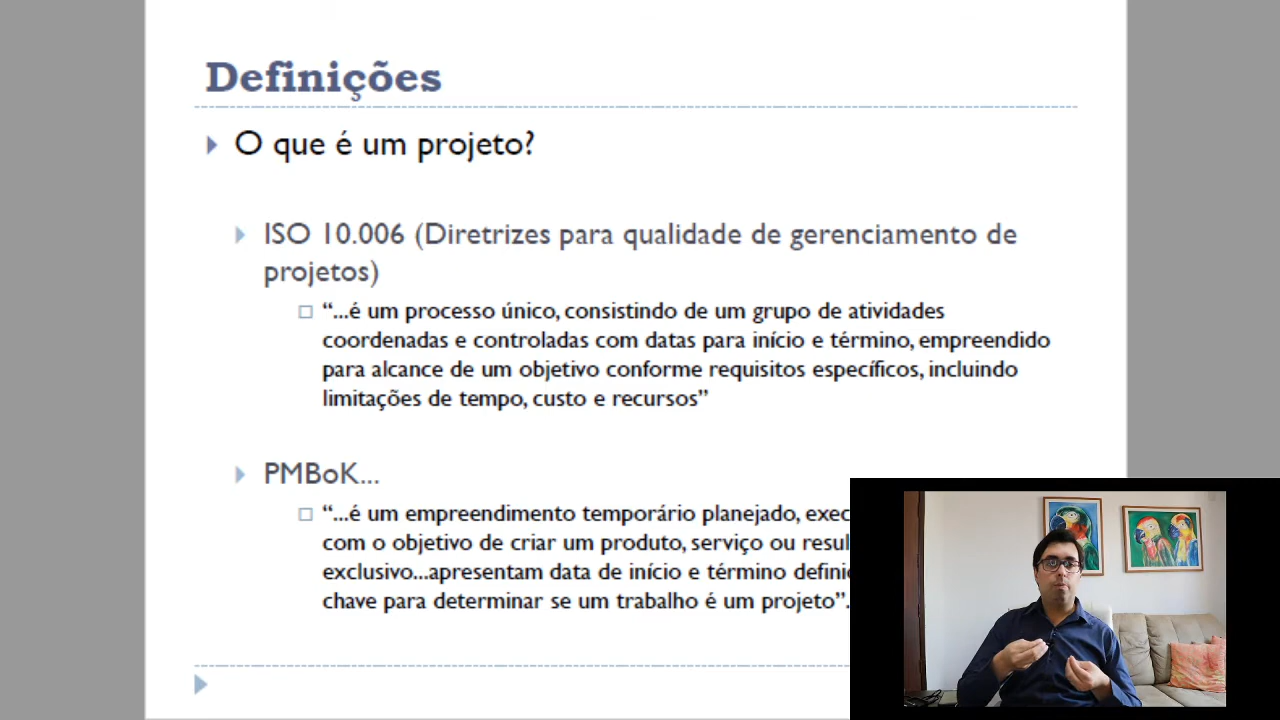 Definições
O que é um projeto?
ISO 10.006 (Diretrizes para qualidade de gerenciamento de
projetos)
“...é um processo único, consistindo de um grupo de atividades
coordenadas e controladas com datas para início e término, empreendido
para alcance de um objetivo conforme requisitos específicos, incluindo
limitações de tempo, custo e recursos”
PMBoK...
“...é um empreendimento temporário planejado,
com o objetivo de criar um produto, serviço ou
exclusivo...apresentam data de início e término
chave para determinar se um trabalho é um projeto”.